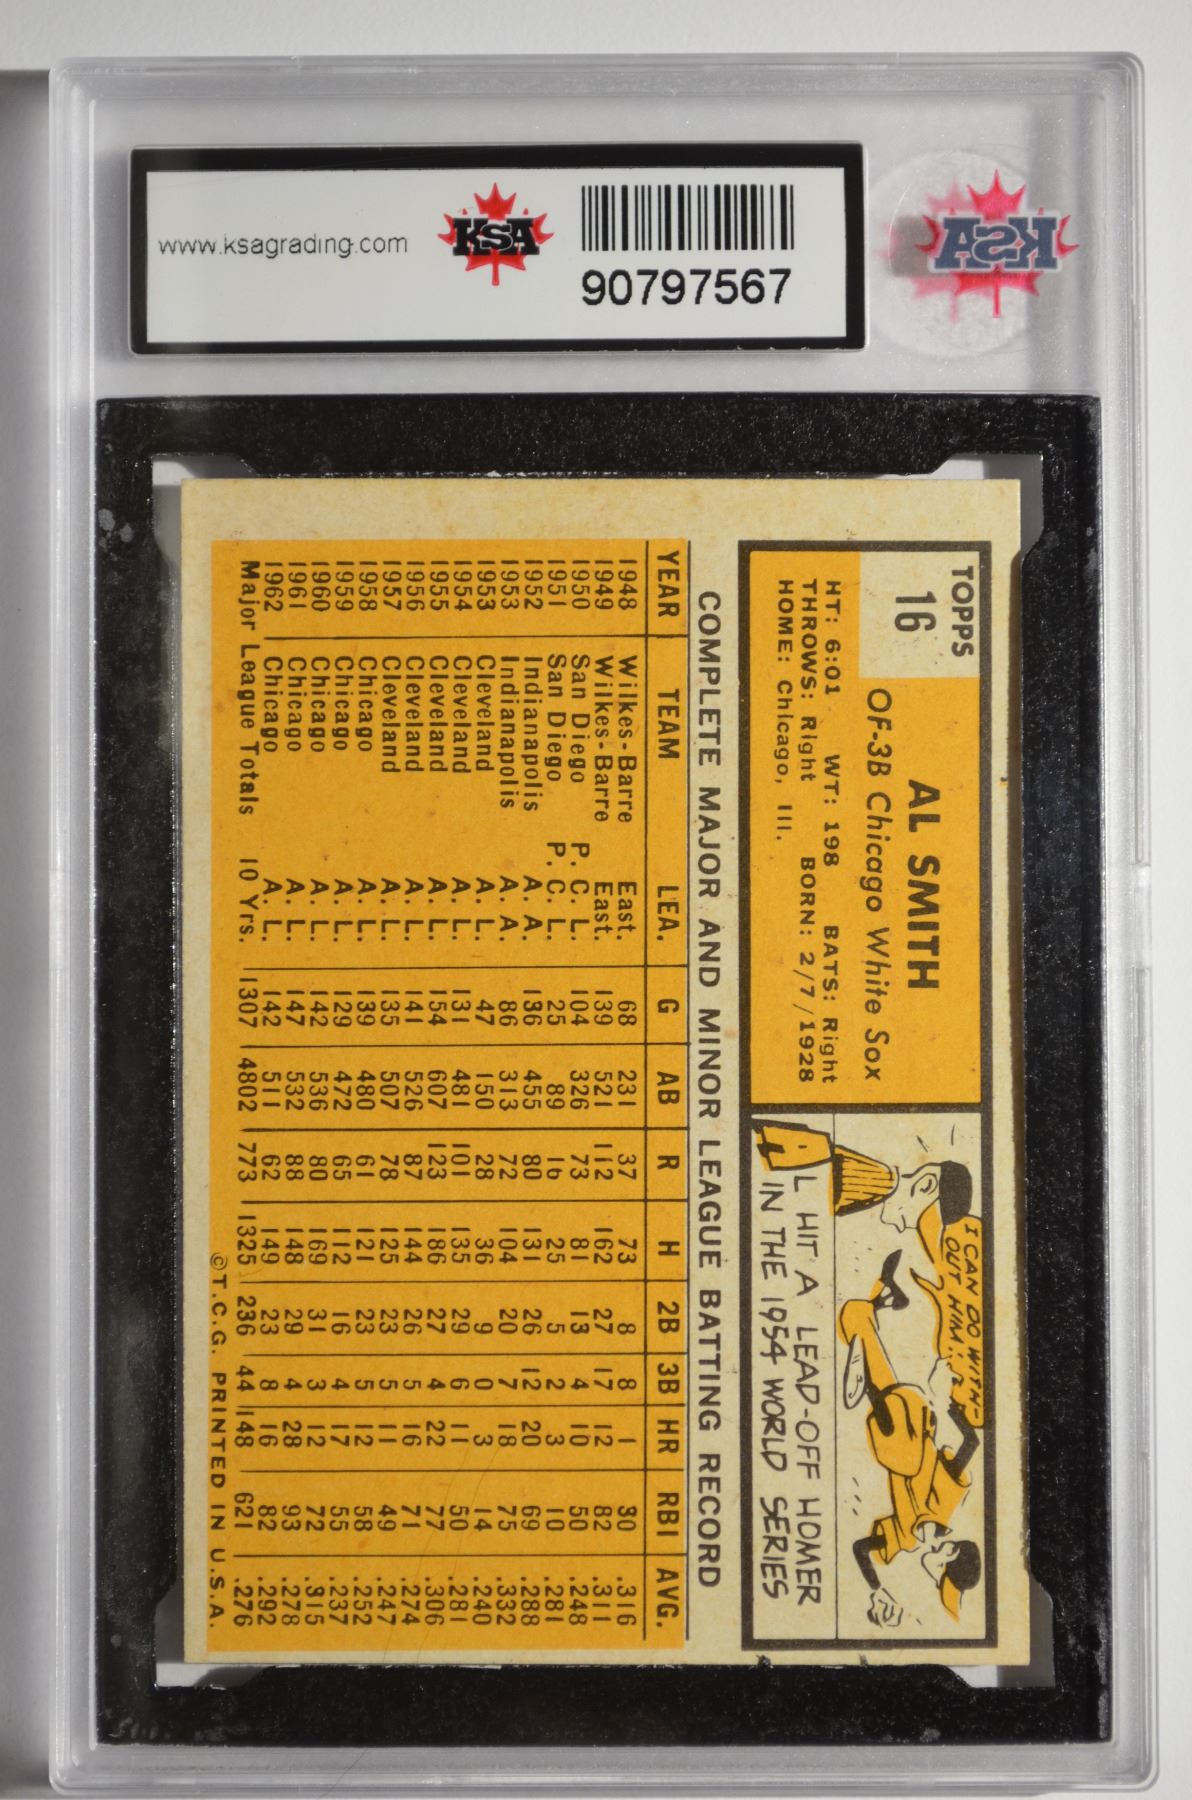 www.ksagrading.com
KSA
90797567
KSA
TOPPS
16
AL SMITH
OF-3B Chicago White Sox
HT: 6:01 WT: 198 BATS: Right
THROWS: Right BORN: 2/7/1928
HOME: Chicago, Ill.
I CAN DO WITH-
OUT HIM!
L HIT A LEAD-OFF HOMER
IN THE 1954 WORLD SERIES
COMPLETE MAJOR AND MINOR LEAGUE BATTING RECORD
YEAR TEAM LEA. G AB R H 2B 3B HR RBI AVG.
1948 Wilkes-Barre East. 68 231 37 73 8 8 1 30 .316
1949 Wilkes-Barre East. 139 521 112 162 27 17 12 82 .311
1950 San Diego P. C. L. 104 326 73 81 13 4 10 50 .248
1951 San Diego P. C. L. 25 89 16 25 5 2 3 10 .281
1952 Indianapolis A. A. 136 455 80 131 26 12 20 69 .288
1953 Indianapolis A. A. 86 313 72 104 20 7 18 75 .332
1953 Cleveland A. L. 47 150 28 36 9 0 3 14 .240
1954 Cleveland A. L. 131 481 101 135 29 6 11 50 .281
1955 Cleveland A. L. 154 607 123 186 27 4 22 77 .306
1956 Cleveland A. L. 141 526 87 144 26 5 16 71 .274
1957 Cleveland A. L. 135 507 78 125 23 5 11 49 .247
1958 Chicago A. L. 139 480 61 121 23 5 12 58 .252
1959 Chicago A. L. 129 472 65 112 16 4 17 55 .237
1960 Chicago A. L. 142 536 80 169 31 3 12 72 .315
1961 Chicago A. L. 147 532 88 148 29 4 28 93 .278
1962 Chicago A. L. 142 511 62 149 23 8 16 82 .292
Major League Totals 10 Yrs. 1307 4802 773 1325 236 44 148 621 .276
©T.C.G. PRINTED IN U.S.A.